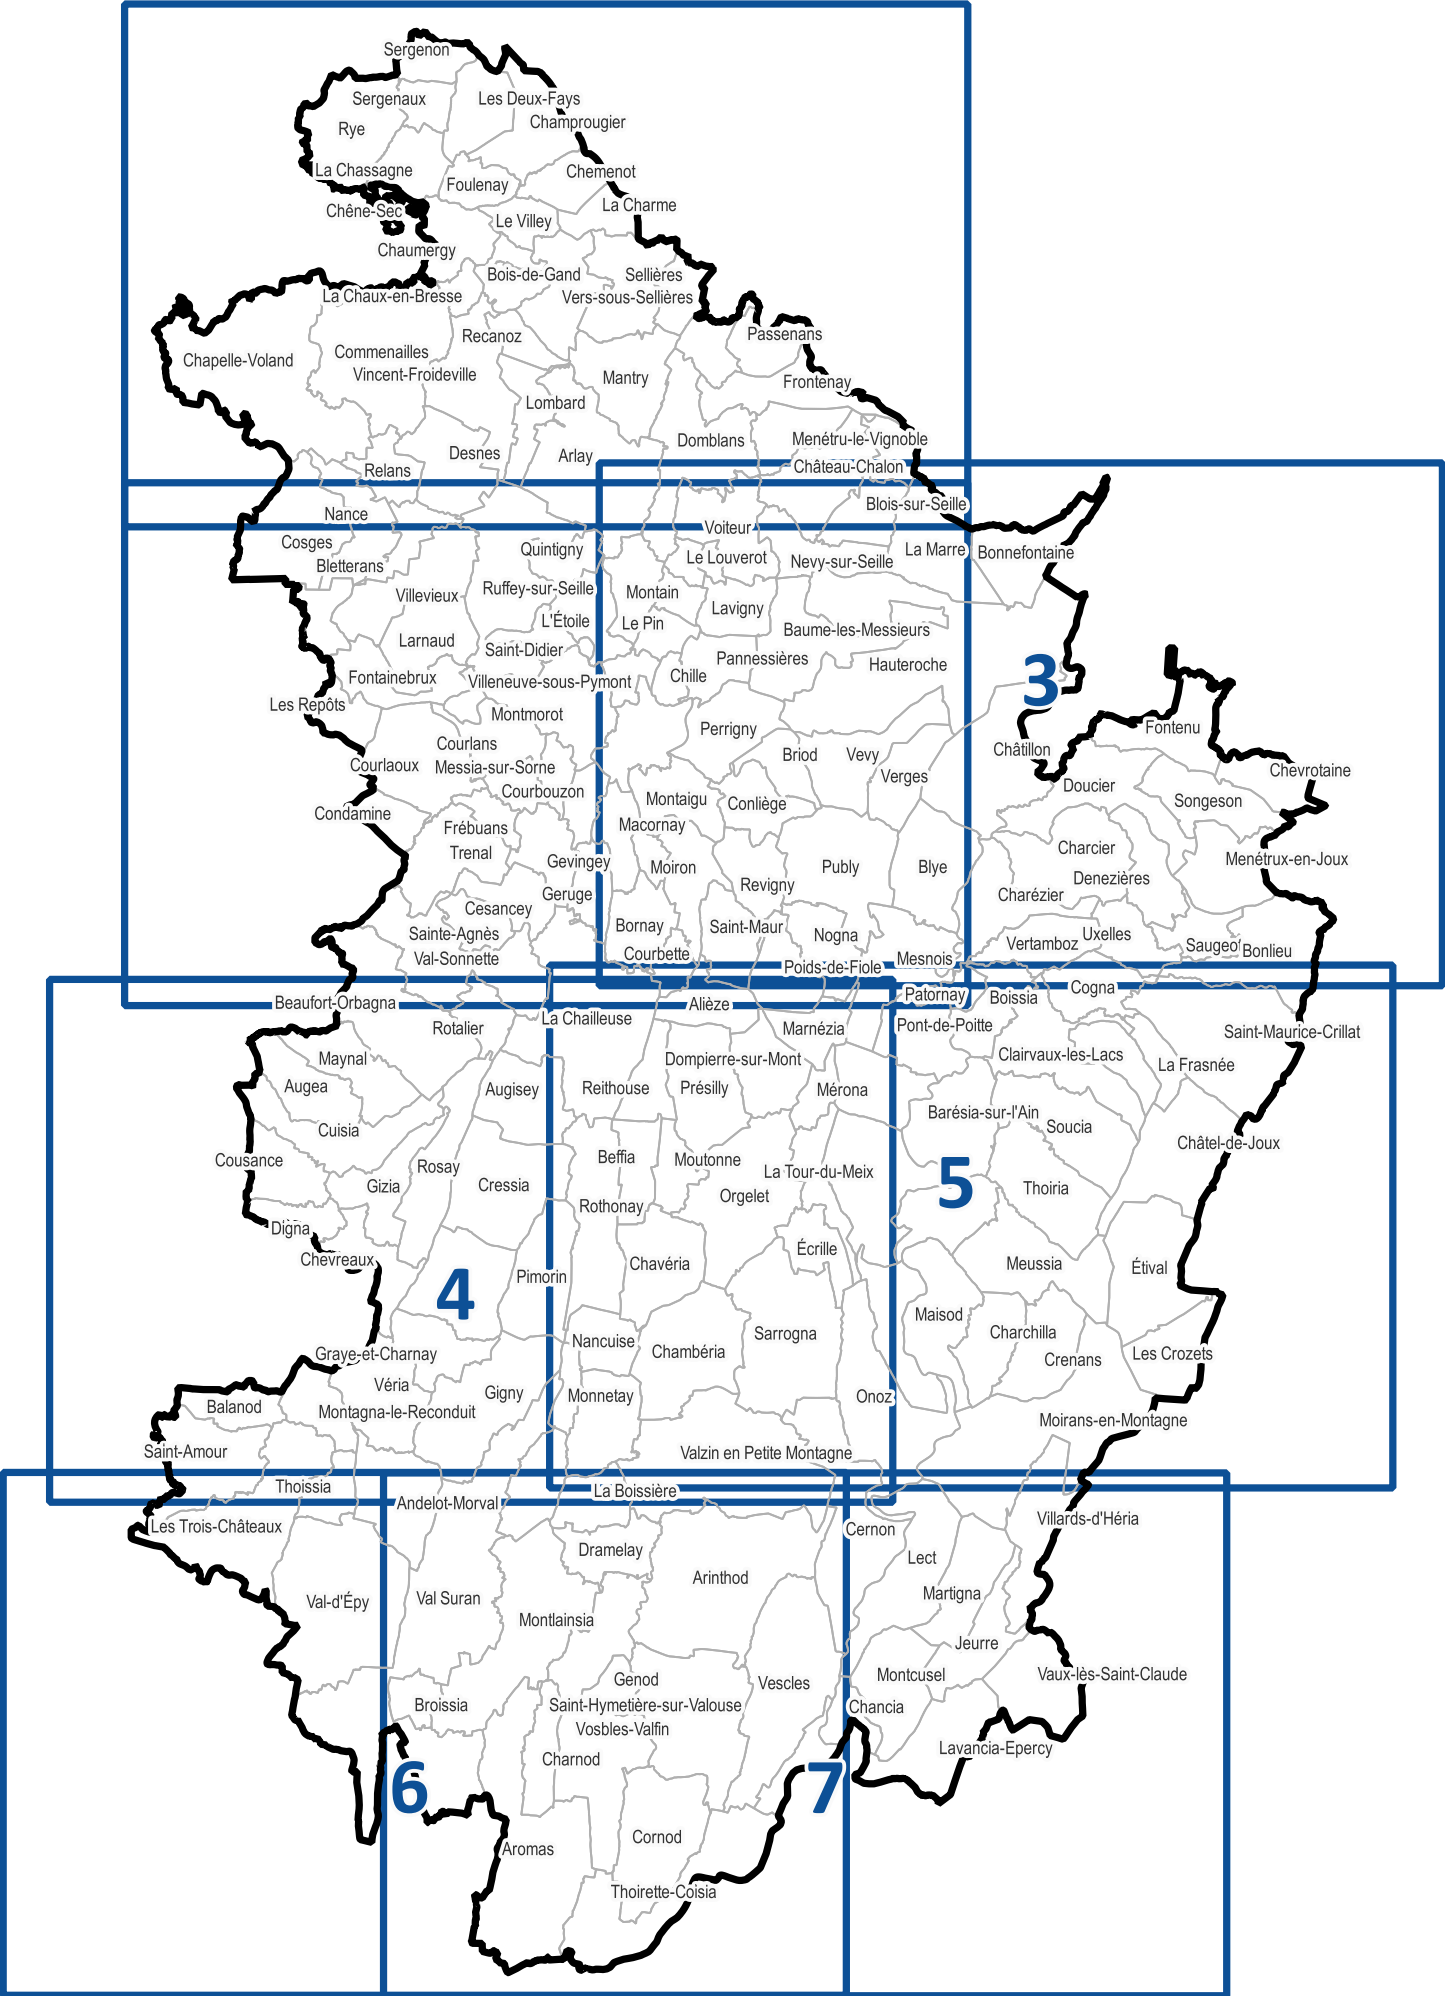 Sergenon
Sergenaux
Les Deux-Fays
Rye
Champrougier
La Chassagne
Chemenot
Foulenay
Chêne-Sec
La Charme
Le Villey
Chaumergy
Bois-de-Gand
Sellières
La Chaux-en-Bresse
Vers-sous-Sellières
Recanoz
Passenans
Chapelle-Voland
Commenailles
Vincent-Froideville
Mantry
Frontenay
Lombard
Domblans
Menétru-le-Vignoble
Desnes
Arlay
Relans
Château-Chalon
Blois-sur-Seille
Nance
Voiteur
Cosges
Quintigny
La Marre
Bonnefontaine
Bletterans
Le Louverot
Nevy-sur-Seille
Villevieux
Ruffey-sur-Seille
Montain
Lavigny
L'Étoile
Le Pin
Baume-les-Messieurs
Larnaud
Saint-Didier
Pannessières
Hauteroche
Fontainebrux
Villeneuve-sous-Pymont
Chille
3
Les Repôts
Montmorot
Perrigny
Fontenu
Courlans
Briod
Vevy
Châtillon
Courlaoux
Messia-sur-Sorne
Verges
Chevrotaine
Courbouzon
Doucier
Montaigu
Conliège
Songeson
Condamine
Frébuans
Macornay
Trenal
Charcier
Gevingey
Moiron
Publy
Blye
Menétrux-en-Joux
Denezières
Geruge
Revigny
Charézier
Cesancey
Bornay
Saint-Maur
Nogna
Sainte-Agnès
Uxelles
Vertamboz
Saugeot
Bonlieu
Val-Sonnette
Courbette
Mesnois
Poids-de-Fiole
Cogna
Beaufort-Orbagna
Alièze
Patornay
Boissia
La Chailleuse
Rotalier
Marnézia
Pont-de-Poitte
Saint-Maurice-Crillat
Maynal
Dompierre-sur-Mont
Clairvaux-les-Lacs
La Frasnée
Augea
Augisey
Reithouse
Présilly
Mérona
Barésia-sur-l'Ain
Soucia
Cuisia
Châtel-de-Joux
Cousance
Rosay
Beffia
Moutonne
La Tour-du-Meix
5
Gizia
Cressia
Orgelet
Thoiria
Rothonay
Digna
Écrille
Chevreaux
Chavéria
Meussia
Étival
4
Pimorin
Maisod
Nancuise
Sarrogna
Charchilla
Graye-et-Charnay
Chambéria
Crenans
Les Crozets
Véria
Gigny
Monnetay
Onoz
Balanod
Montagna-le-Reconduit
Moirans-en-Montagne
Saint-Amour
Valzin en Petite Montagne
Thoissia
La Boissière
Andelot-Morval
Les Trois-Châteaux
Cernon
Villards-d'Héria
Dramelay
Lect
Arinthod
Val-d'Épy
Val Suran
Martigna
Montlainsia
Jeurre
Genod
Vescles
Montcusel
Vaux-lès-Saint-Claude
Broissia
Saint-Hymetière-sur-Valouse
Chancia
Vosbles-Valfin
Lavancia-Epercy
Charnod
6
7
Cornod
Aromas
Thoirette-Coisia